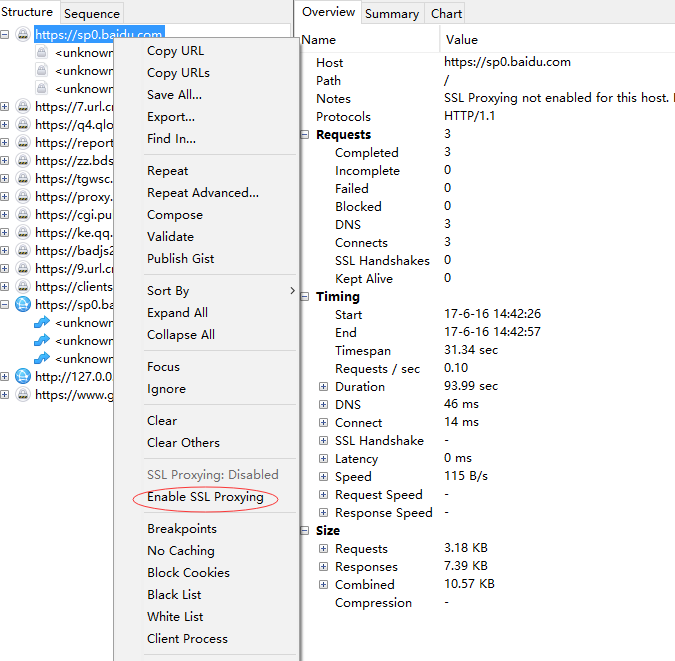 Structure
Sequence
https://sp0.baidu.com
<unknown
<unknown
<unknown
https://7.url.cn
https://q4.qlo
https://report
https://zz.bds
https://tgwsc.
https://proxy.
https://cgi.pu
https://ke.qq.
https://badjs2
https://9.url.cn
https://clients
https://sp0.ba
<unknown
<unknown
<unknown
http://127.0.0
https://www.g
Copy URL
Copy URLs
Save All...
Export...
Find In...
Repeat
Repeat Advanced...
Compose
Validate
Publish Gist
Sort By
Expand All
Collapse All
Focus
Ignore
Clear
Clear Others
SSL Proxying: Disabled
Enable SSL Proxying
Breakpoints
No Caching
Block Cookies
Black List
White List
Client Process
Overview
Summary
Chart
Name Value
Host https://sp0.baidu.com
Path /
Notes SSL Proxying not enabled for this host.
Protocols HTTP/1.1
Requests 3
Completed 3
Incomplete 0
Failed 0
Blocked 0
DNS 3
Connects 3
SSL Handshakes 0
Kept Alive 0
Timing
Start 17-6-16 14:42:26
End 17-6-16 14:42:57
Timespan 31.34 sec
Requests / sec 0.10
Duration 93.99 sec
DNS 46 ms
Connect 14 ms
SSL Handshake -
Latency 0 ms
Speed 115 B/s
Request Speed -
Response Speed -
Size
Requests 3.18 KB
Responses 7.39 KB
Combined 10.57 KB
Compression -